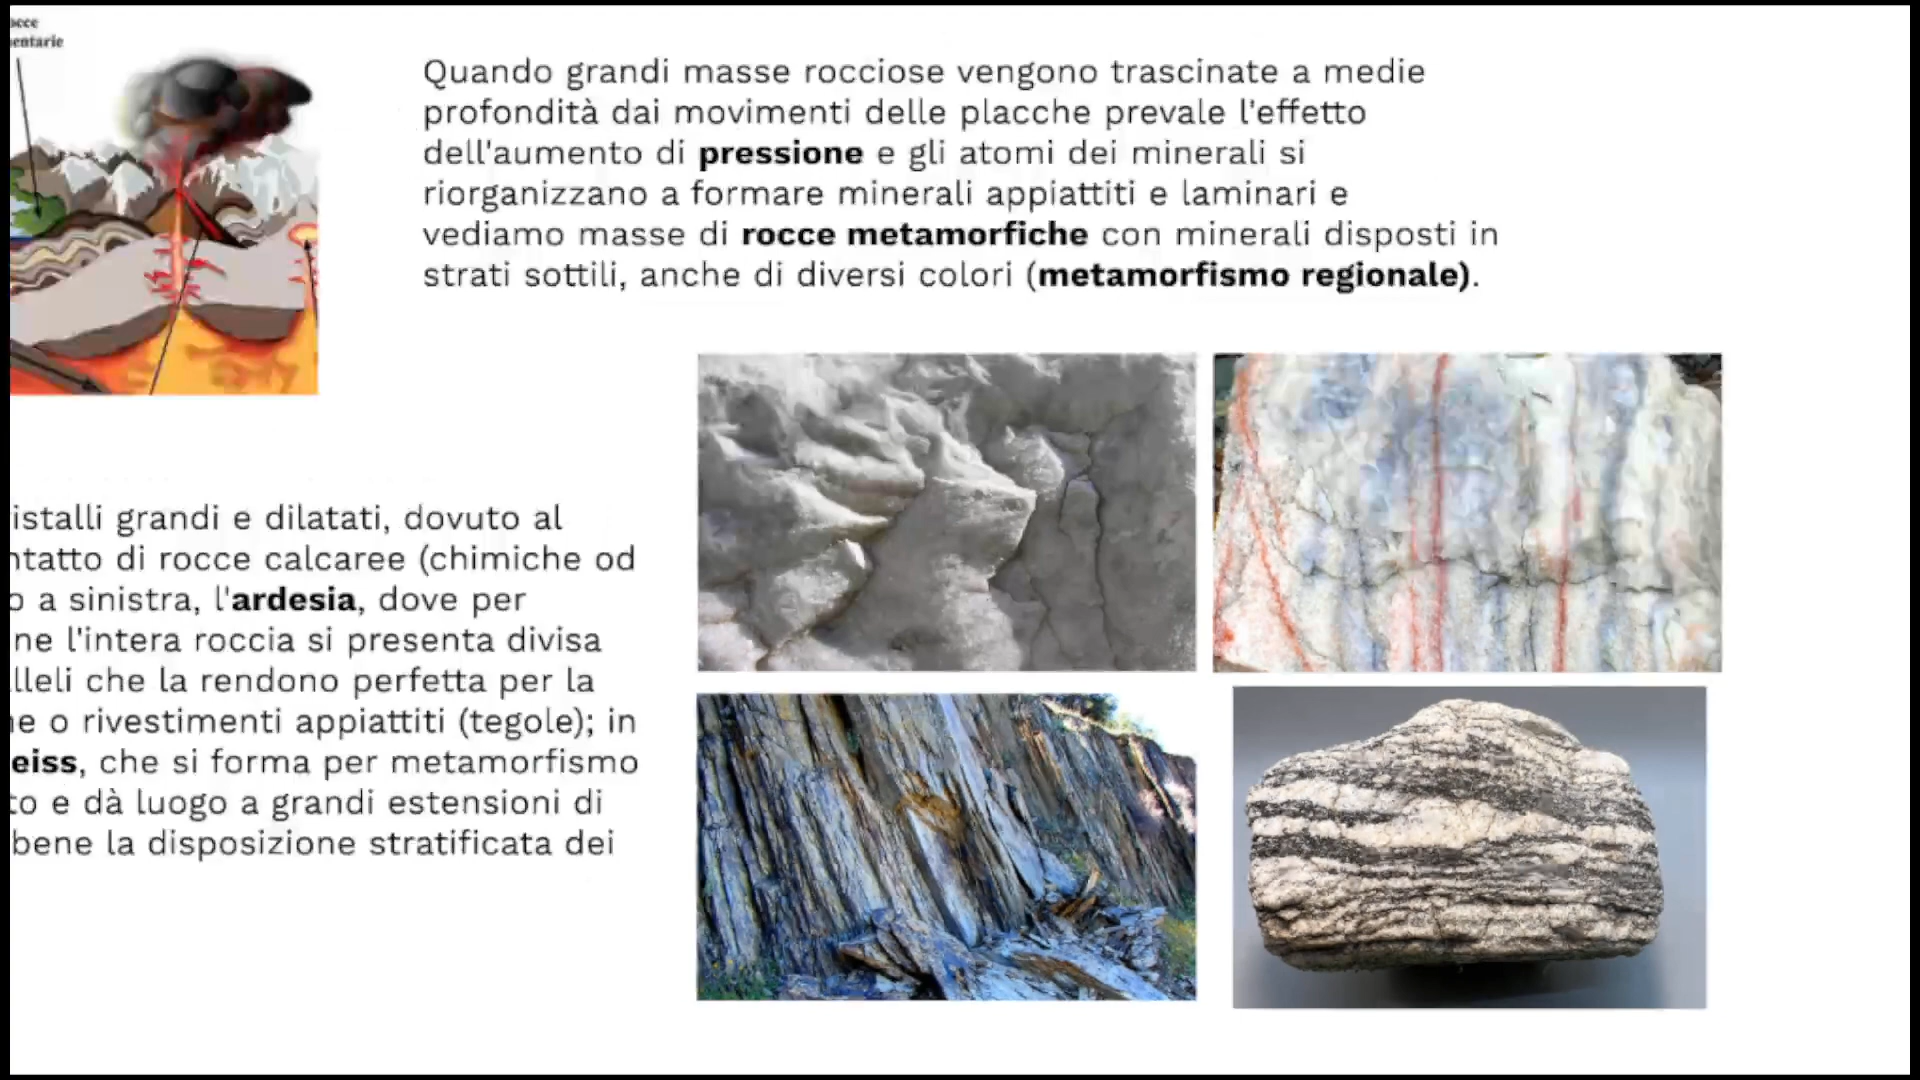 Quando grandi masse rocciose vengono trascinate a medie
profondità dai movimenti delle placche prevale l'effetto
dell'aumento di pressione e gli atomi dei minerali si
riorganizzano a formare minerali appiattiti e laminari e
vediamo masse di rocce metamorfiche con minerali disposti in
strati sottili, anche di diversi colori (metamorfismo regionale).
istalli grandi e dilatati, dovuto al
ntatto di rocce calcaree (chimiche od
a sinistra, l'ardesia, dove per
ne l'intera roccia si presenta divisa
lleli che la rendono perfetta per la
o rivestimenti appiattiti (tegole); in
eiss, che si forma per metamorfismo
to e dà luogo a grandi estensioni di
bene la disposizione stratificata dei